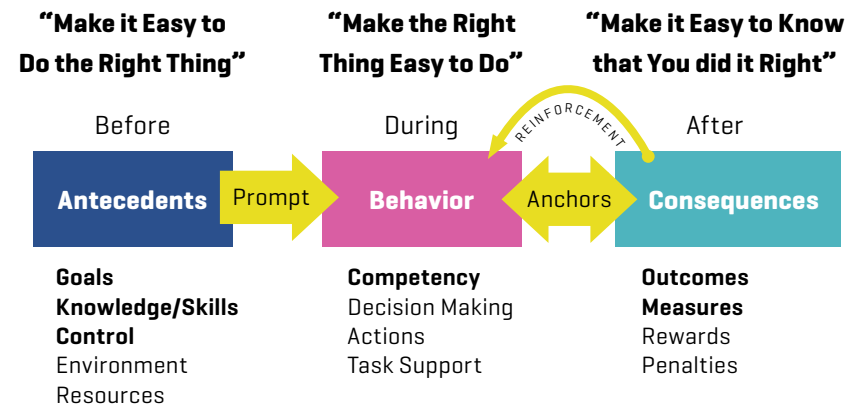 “Make it Easy to
Do the Right Thing”
“Make the Right
Thing Easy to Do”
“Make it Easy to Know
that You did it Right”
Before
During
REINFORCEMENT
After
Antecedents
Prompt
Behavior
Anchors
Consequences
Goals
Knowledge/Skills
Control
Environment
Resources
Competency
Decision Making
Actions
Task Support
Outcomes
Measures
Rewards
Penalties